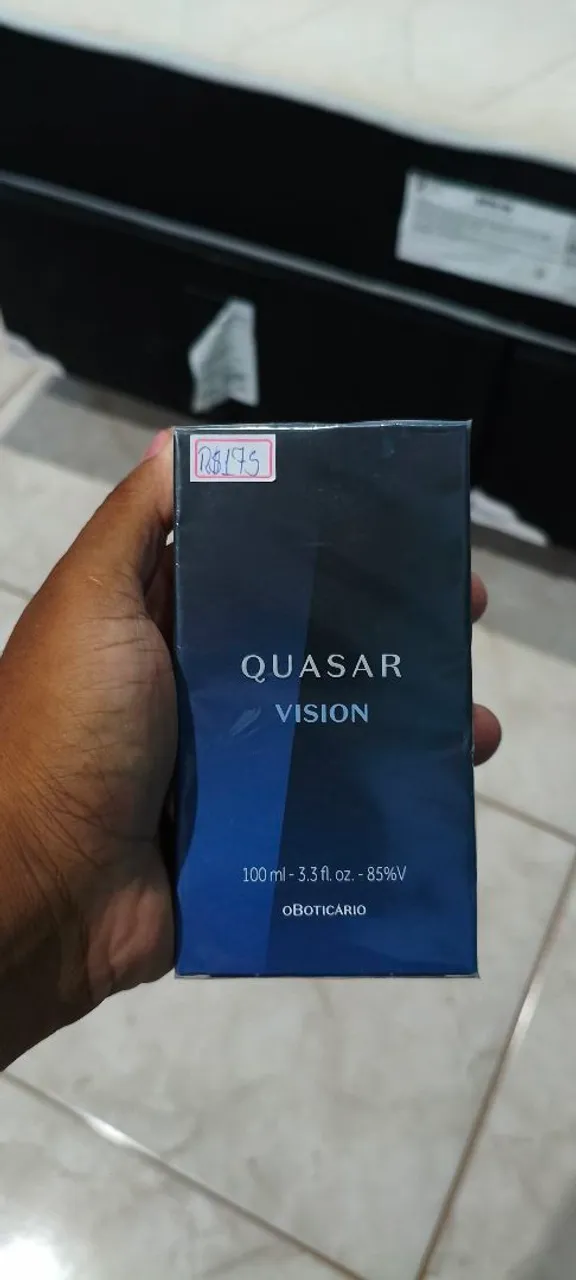 R$175
QUASAR
VISION
100 ml - 3.3 fl. oz. - 85%V
oBOTICÁRIO